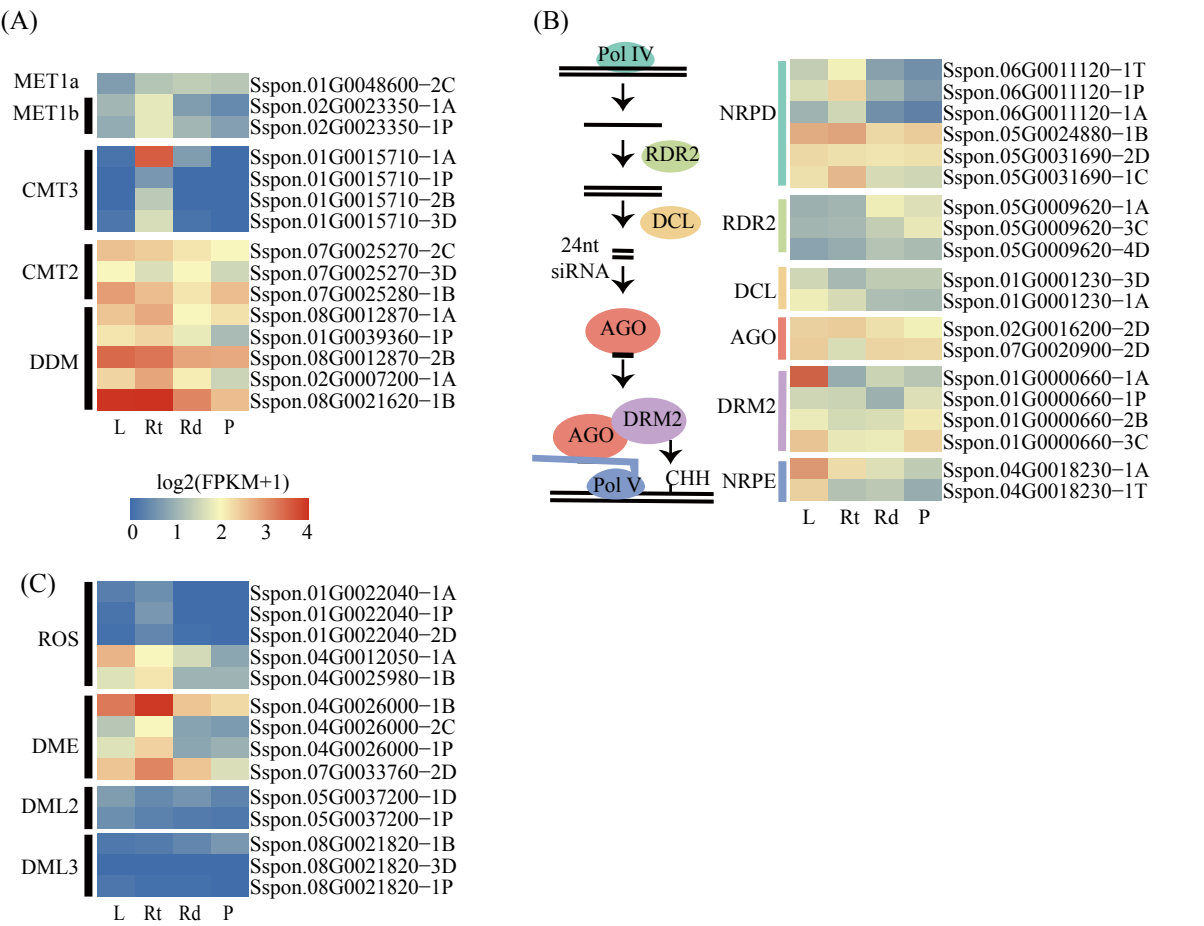 (A)
MET1a
MET1b
CMT3
CMT2
DDM
Sspon.01G0048600−2C
Sspon.02G0023350−1A
Sspon.02G0023350−1P
Sspon.01G0015710−1A
Sspon.01G0015710−1P
Sspon.01G0015710−2B
Sspon.01G0015710−3D
Sspon.07G0025270−2C
Sspon.07G0025270−3D
Sspon.07G0025280−1B
Sspon.08G0012870−1A
Sspon.01G0039360−1P
Sspon.08G0012870−2B
Sspon.02G0007200−1A
Sspon.08G0021620−1B
L Rt Rd P
log2(FPKM+1)
0 1 2 3 4
(B)
Pol IV
RDR2
DCL
24nt
siRNA
AGO
DRM2
AGO
CHH
Pol V
NRPD
RDR2
DCL
AGO
DRM2
NRPE
Sspon.06G0011120−1T
Sspon.06G0011120−1P
Sspon.06G0011120−1A
Sspon.05G0024880−1B
Sspon.05G0031690−2D
Sspon.05G0031690−1C
Sspon.05G0009620−1A
Sspon.05G0009620−3C
Sspon.05G0009620−4D
Sspon.01G0001230−3D
Sspon.01G0001230−1A
Sspon.02G0016200−2D
Sspon.07G0020900−2D
Sspon.01G0000660−1A
Sspon.01G0000660−1P
Sspon.01G0000660−2B
Sspon.01G0000660−3C
Sspon.04G0018230−1A
Sspon.04G0018230−1T
L Rt Rd P
(C)
ROS
DME
DML2
DML3
Sspon.01G0022040−1A
Sspon.01G0022040−1P
Sspon.01G0022040−2D
Sspon.04G0012050−1A
Sspon.04G0025980−1B
Sspon.04G0026000−1B
Sspon.04G0026000−2C
Sspon.04G0026000−1P
Sspon.07G0033760−2D
Sspon.05G0037200−1D
Sspon.05G0037200−1P
Sspon.08G0021820−1B
Sspon.08G0021820−3D
Sspon.08G0021820−1P
L Rt Rd P